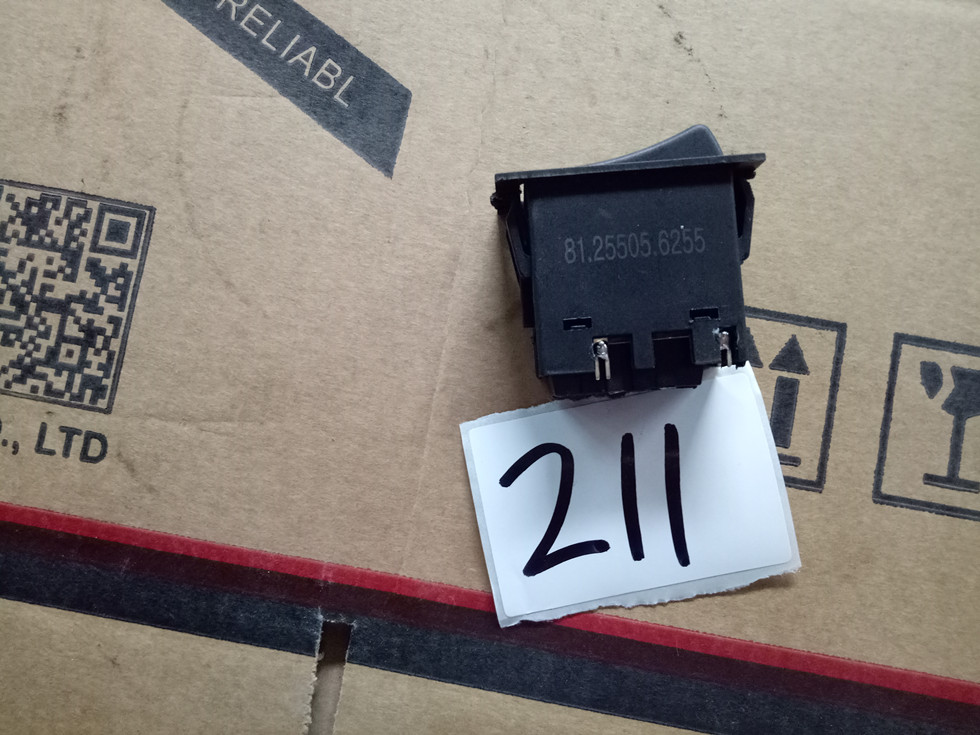 RELIABL
81.25505.6255
., LTD
211